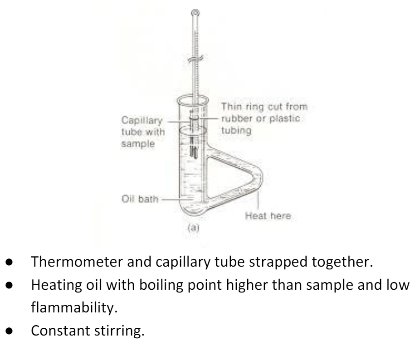 Thin ring cut from
rubber or plastic
tubing
Capillary
tube with
sample
Oil bath
Heat here
(a)
● Thermometer and capillary tube strapped together.
● Heating oil with boiling point higher than sample and low
flammability.
● Constant stirring.